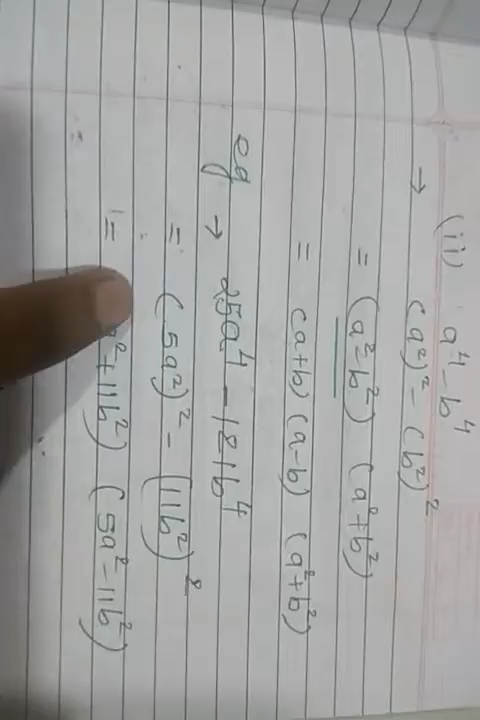 (ii) a⁴ - b⁴
→ (a²)² - (b²)²
= (a² - b²) (a² + b²)
= (a+b) (a-b) (a² + b²)
eg → 25a⁴ - 121b⁴
= (5a²)² - (11b²)²
= a² + 11b²) (5a² - 11b²)